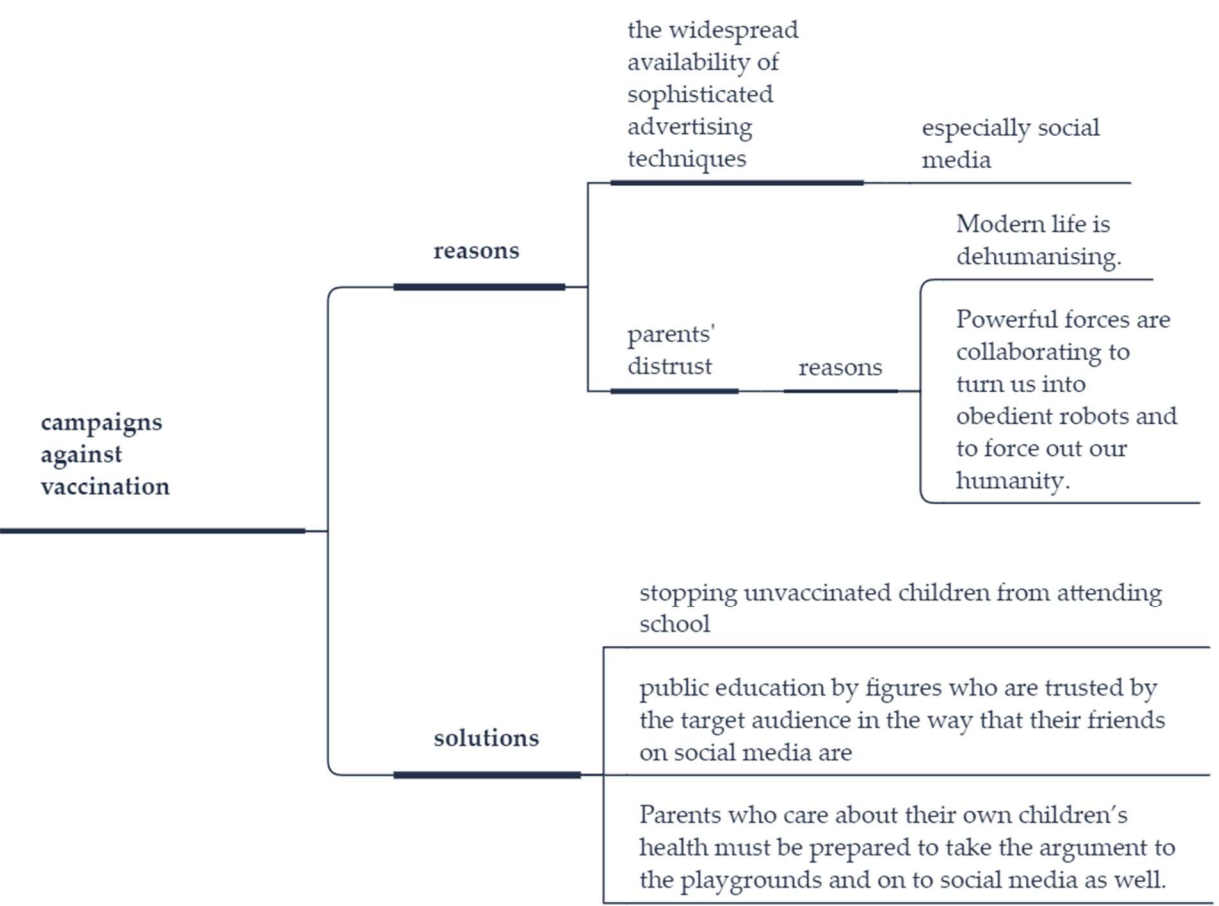 the widespread
availability of
sophisticated
advertising
techniques
especially social
media
reasons
Modern life is
dehumanising.
parents'
distrust
reasons
Powerful forces are
collaborating to
turn us into
obedient robots and
to force out our
humanity.
campaigns
against
vaccination
stopping unvaccinated children from attending
school
solutions
public education by figures who are trusted by
the target audience in the way that their friends
on social media are
Parents who care about their own children's
health must be prepared to take the argument to
the playgrounds and on to social media as well.